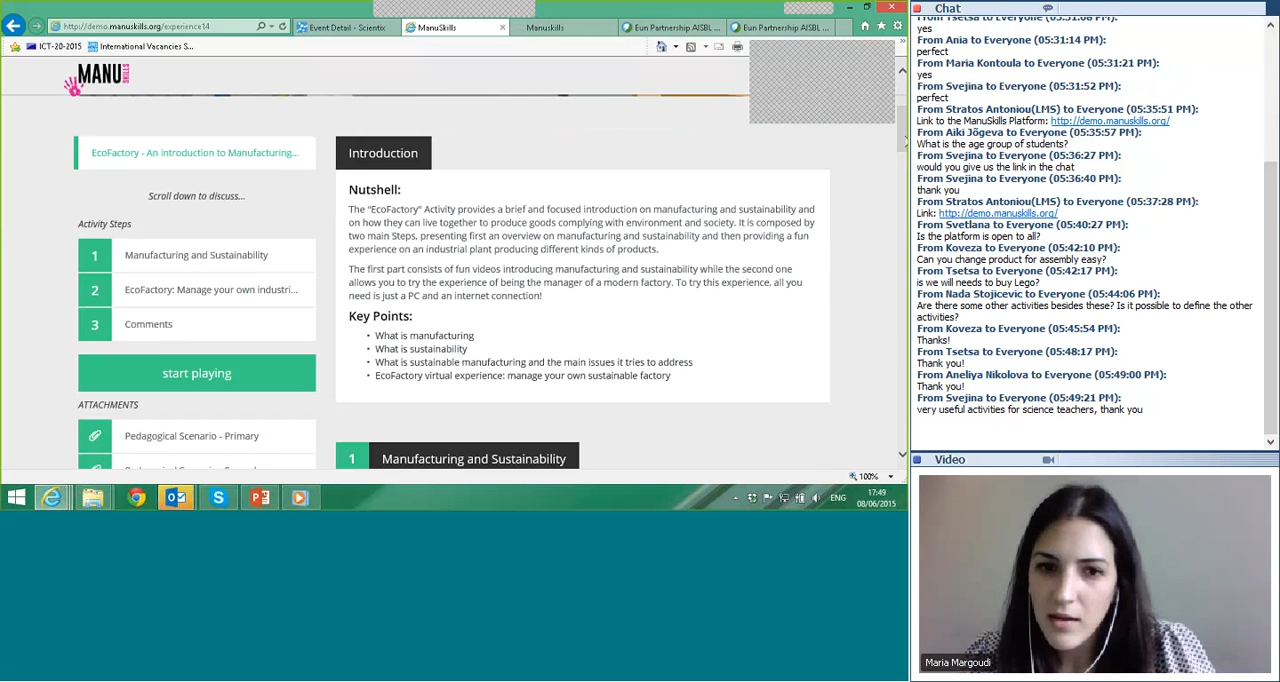 http://demo.manuskills.org/experience14
Event Detail - Scientix
ManuSkills
Manuskills
Eun Partnership AISBL ...
Eun Partnership AISBL ...
ICT-20-2015
International Vacancies S...
MANU
SKILLS
EcoFactory - An introduction to Manufacturing...
Scroll down to discuss...
Activity Steps
1 Manufacturing and Sustainability
2 EcoFactory: Manage your own industri...
3 Comments
start playing
ATTACHMENTS
Pedagogical Scenario - Primary
Introduction
Nutshell:
The "EcoFactory" Activity provides a brief and focused introduction on manufacturing and sustainability and
on how they can live together to produce goods complying with environment and society. It is composed by
two main Steps, presenting first an overview on manufacturing and sustainability and then providing a fun
experience on an industrial plant producing different kinds of products.
The first part consists of fun videos introducing manufacturing and sustainability while the second one
allows you to try the experience of being the manager of a modern factory. To try this experience, all you
need is just a PC and an internet connection!
Key Points:
• What is manufacturing
• What is sustainability
• What is sustainable manufacturing and the main issues it tries to address
• EcoFactory virtual experience: manage your own sustainable factory
1 Manufacturing and Sustainability
100%
ENG
17:49
08/06/2015
Chat
From Tsetsa to Everyone (05:31:08 PM):
yes
From Ania to Everyone (05:31:14 PM):
perfect
From Maria Kontoula to Everyone (05:31:21 PM):
yes
From Svejina to Everyone (05:31:52 PM):
perfect
From Stratos Antoniou(LMS) to Everyone (05:35:51 PM):
Link to the ManuSkills Platform: http://demo.manuskills.org/
From Aiki Jõgeva to Everyone (05:35:57 PM):
What is the age group of students?
From Svejina to Everyone (05:36:27 PM):
would you give us the link in the chat
From Svejina to Everyone (05:36:40 PM):
thank you
From Stratos Antoniou(LMS) to Everyone (05:37:28 PM):
Link: http://demo.manuskills.org/
From Svetlana to Everyone (05:40:27 PM):
Is the platform is open to all?
From Koveza to Everyone (05:42:10 PM):
Can you change product for assembly easy?
From Tsetsa to Everyone (05:42:17 PM):
is we will needs to buy Lego?
From Nada Stojicevic to Everyone (05:44:06 PM):
Are there some other activities besides these? Is it possible to define the other
activities?
From Koveza to Everyone (05:45:54 PM):
Thanks!
From Tsetsa to Everyone (05:48:17 PM):
Thank you!
From Aneliya Nikolova to Everyone (05:49:00 PM):
Thank you!
From Svejina to Everyone (05:49:21 PM):
very useful activities for science teachers, thank you
Video
Maria Margoudi